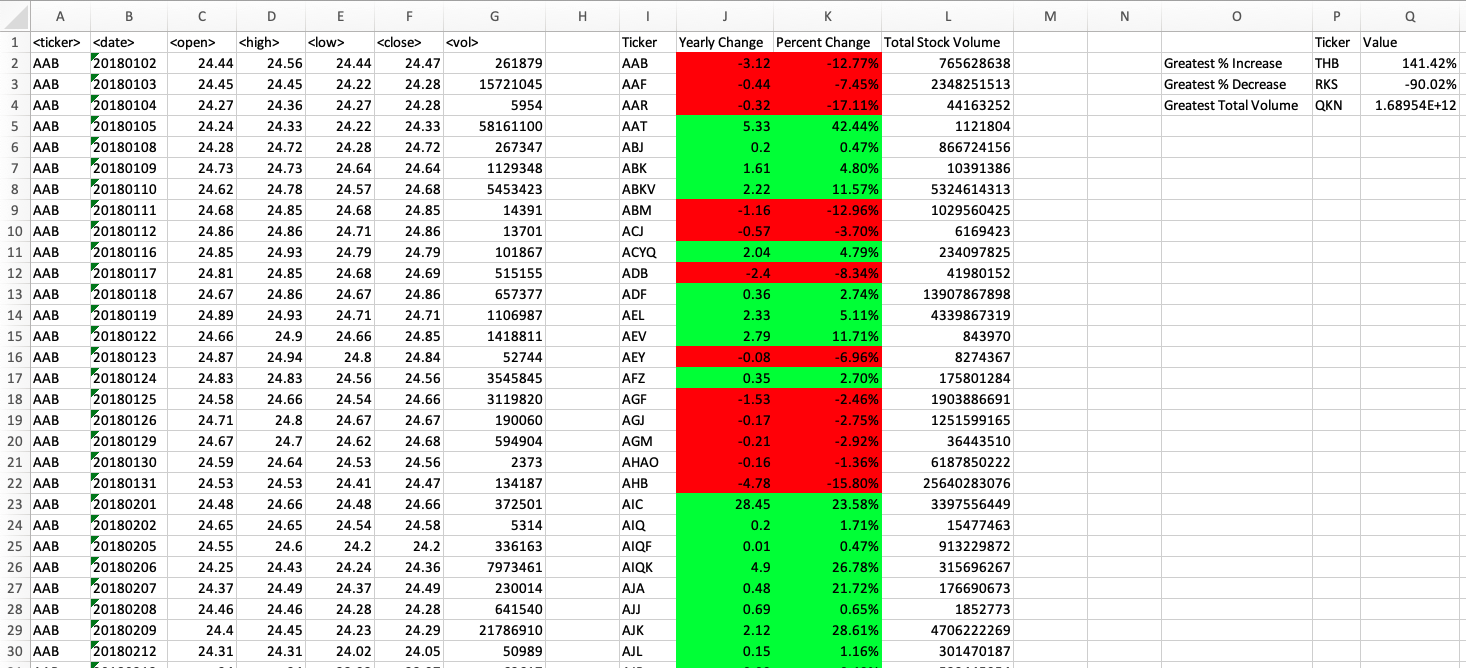 A B C D E F G H I J K L M N O P Q
1 <ticker> <date> <open> <high> <low> <close> <vol> Ticker Yearly Change Percent Change Total Stock Volume Ticker Value
2 AAB 20180102 24.44 24.56 24.44 24.47 261879 AAB -3.12 -12.77% 765628638 Greatest % Increase THB 141.42%
3 AAB 20180103 24.45 24.45 24.22 24.28 15721045 AAF -0.44 -7.45% 2348251513 Greatest % Decrease RKS -90.02%
4 AAB 20180104 24.27 24.36 24.27 24.28 5954 AAR -0.32 -17.11% 44163252 Greatest Total Volume QKN 1.68954E+12
5 AAB 20180105 24.24 24.33 24.22 24.33 58161100 AAT 5.33 42.44% 1121804
6 AAB 20180108 24.28 24.72 24.28 24.72 267347 ABJ 0.2 0.47% 866724156
7 AAB 20180109 24.73 24.73 24.64 24.64 1129348 ABK 1.61 4.80% 10391386
8 AAB 20180110 24.62 24.78 24.57 24.68 5453423 ABKV 2.22 11.57% 5324614313
9 AAB 20180111 24.68 24.85 24.68 24.85 14391 ABM -1.16 -12.96% 1029560425
10 AAB 20180112 24.86 24.86 24.71 24.86 13701 ACJ -0.57 -3.70% 6169423
11 AAB 20180116 24.85 24.93 24.79 24.79 101867 ACYQ 2.04 4.79% 234097825
12 AAB 20180117 24.81 24.85 24.68 24.69 515155 ADB -2.4 -8.34% 41980152
13 AAB 20180118 24.67 24.86 24.67 24.86 657377 ADF 0.36 2.74% 13907867898
14 AAB 20180119 24.89 24.93 24.71 24.71 1106987 AEL 2.33 5.11% 4339867319
15 AAB 20180122 24.66 24.9 24.66 24.85 1418811 AEV 2.79 11.71% 843970
16 AAB 20180123 24.87 24.94 24.8 24.84 52744 AEY -0.08 -6.96% 8274367
17 AAB 20180124 24.83 24.83 24.56 24.56 3545845 AFZ 0.35 2.70% 175801284
18 AAB 20180125 24.58 24.66 24.54 24.66 3119820 AGF -1.53 -2.46% 1903886691
19 AAB 20180126 24.71 24.8 24.67 24.67 190060 AGJ -0.17 -2.75% 1251599165
20 AAB 20180129 24.67 24.7 24.62 24.68 594904 AGM -0.21 -2.92% 36443510
21 AAB 20180130 24.59 24.64 24.53 24.56 2373 AHAO -0.16 -1.36% 6187850222
22 AAB 20180131 24.53 24.53 24.41 24.47 134187 AHB -4.78 -15.80% 25640283076
23 AAB 20180201 24.48 24.66 24.48 24.66 372501 AIC 28.45 23.58% 3397556449
24 AAB 20180202 24.65 24.65 24.54 24.58 5314 AIQ 0.2 1.71% 15477463
25 AAB 20180205 24.55 24.6 24.2 24.2 336163 AIQF 0.01 0.47% 913229872
26 AAB 20180206 24.25 24.43 24.24 24.36 7973461 AIQK 4.9 26.78% 315696267
27 AAB 20180207 24.37 24.49 24.37 24.49 230014 AJA 0.48 21.72% 176690673
28 AAB 20180208 24.46 24.46 24.28 24.28 641540 AJJ 0.69 0.65% 1852773
29 AAB 20180209 24.4 24.45 24.23 24.29 21786910 AJK 2.12 28.61% 4706222269
30 AAB 20180212 24.31 24.31 24.02 24.05 50989 AJL 0.15 1.16% 301470187